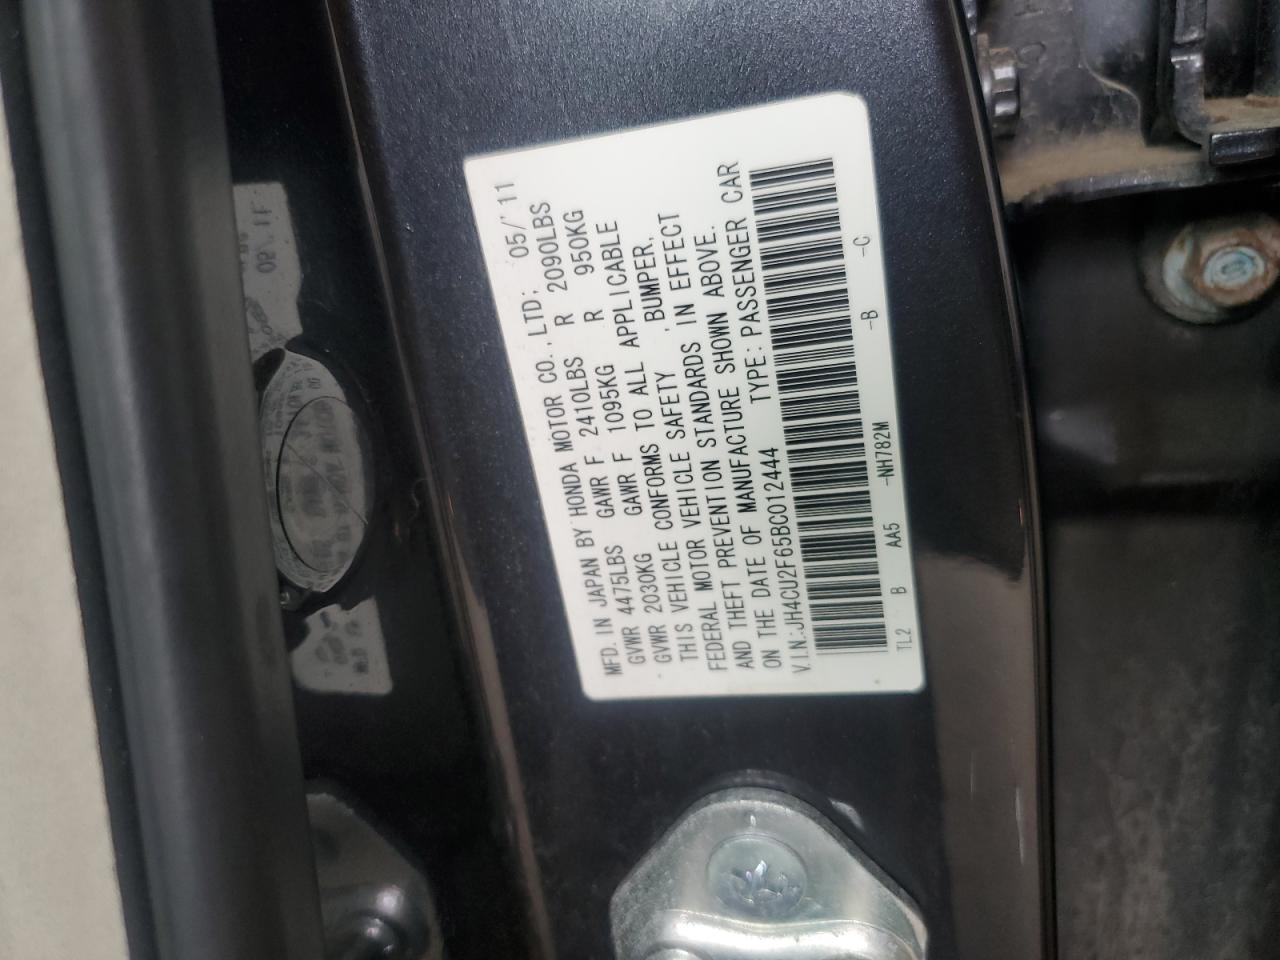 MFD. IN JAPAN BY HONDA MOTOR CO., LTD; 05/'11
GVWR 4475LBS GAWR F 2410LBS R 2090LBS
GVWR 2030KG GAWR F 1095KG R 950KG
THIS VEHICLE CONFORMS TO ALL APPLICABLE
FEDERAL MOTOR VEHICLE SAFETY , BUMPER,
AND THEFT PREVENTION STANDARDS IN EFFECT
ON THE DATE OF MANUFACTURE SHOWN ABOVE.
V.I.N.:JH4CU2F65BC012444 TYPE:PASSENGER CAR
TL2 B AA5 -NH782M -B -C